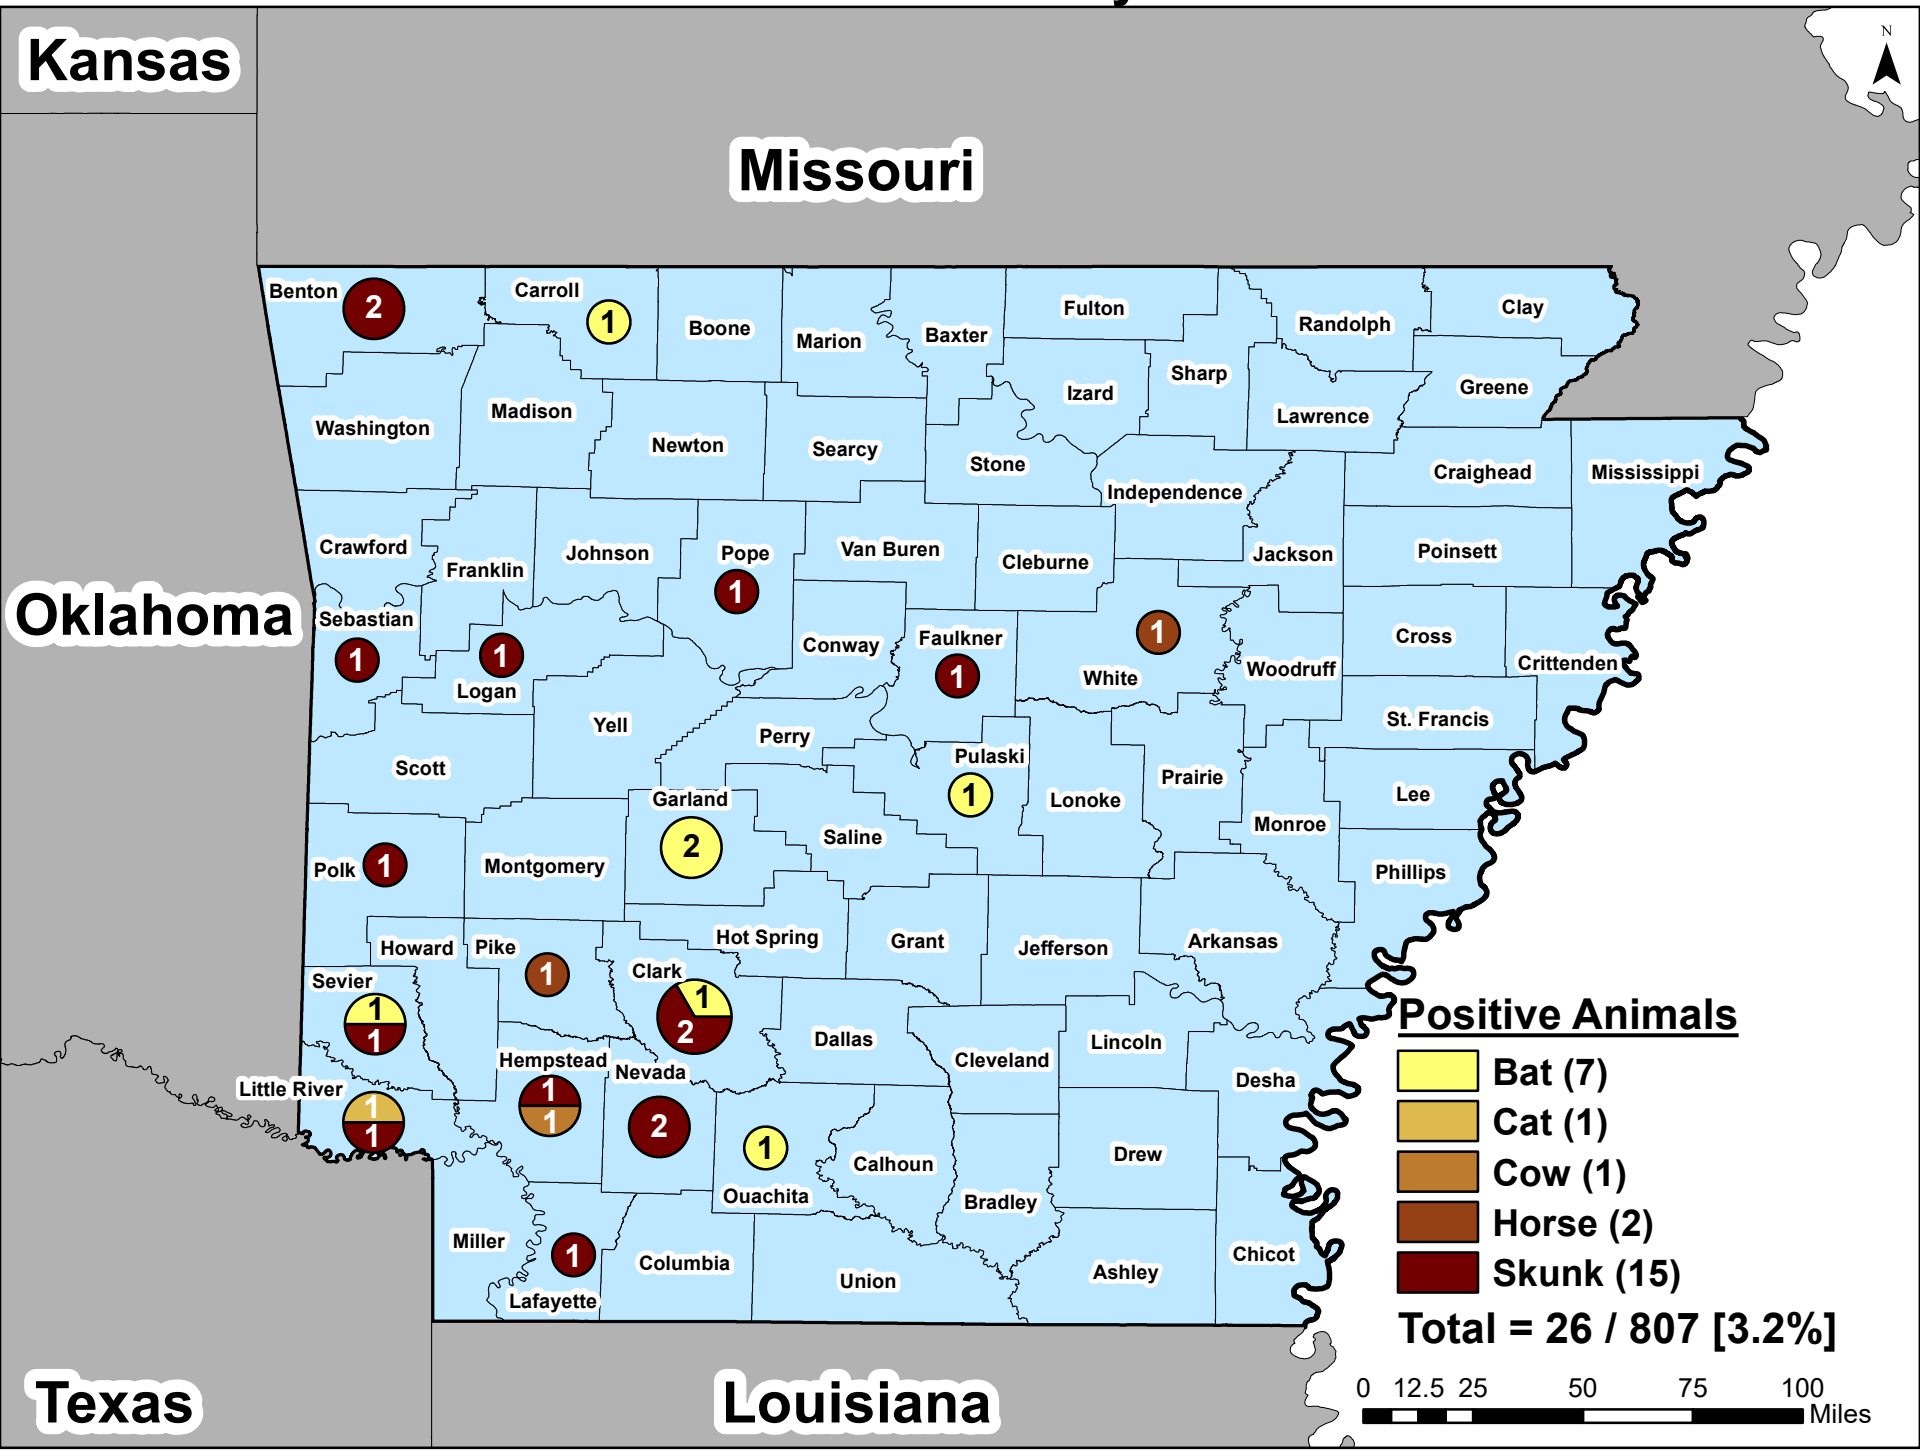 Kansas
N
Missouri
Benton
2
Carroll
1
Boone
Marion
Baxter
Fulton
Randolph
Clay
Izard
Sharp
Lawrence
Greene
Washington
Madison
Newton
Searcy
Stone
Independence
Craighead
Mississippi
Crawford
Franklin
Johnson
Pope
1
Van Buren
Cleburne
Jackson
Poinsett
Oklahoma
Sebastian
1
Logan
1
Conway
Faulkner
1
White
1
Woodruff
Cross
Crittenden
Yell
Perry
Pulaski
1
St. Francis
Scott
Garland
2
Saline
Lonoke
Prairie
Monroe
Lee
Polk
1
Montgomery
Phillips
Howard
Pike
1
Hot Spring
Grant
Jefferson
Arkansas
Sevier
1
1
Clark
1
2
Dallas
Cleveland
Lincoln
Desha
Little River
1
1
Hempstead
1
1
Nevada
2
Ouachita
1
Calhoun
Bradley
Drew
Miller
Lafayette
1
Columbia
Union
Ashley
Chicot
Positive Animals
Bat (7)
Cat (1)
Cow (1)
Horse (2)
Skunk (15)
Total = 26 / 807 [3.2%]
0 12.5 25 50 75 100
Miles
Texas
Louisiana